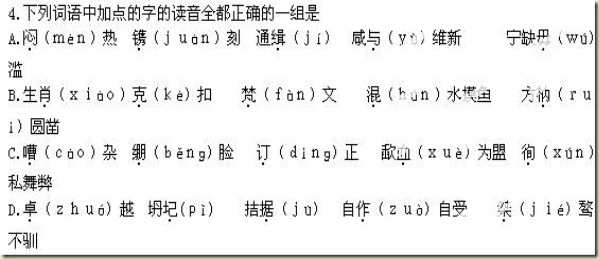 4.下列词语中加点的字的读音全都正确的一组是
A.闷(mèn)热 镌(juān)刻 通缉(jī) 咸与(yù)维新 宁缺毋(wú)
滥
B.生肖(xiāo)克(kè)扣 梵(fàn)文 混(hún)水摸鱼 方枘(ru
ì)圆凿
C.嘈(cáo)杂 绷(běng)脸 订(dìng)正 歃血(xuè)为盟 徇(xùn)
私舞弊
D.卓(zhuó)越 坍圮(pǐ) 拮据(jū) 自作(zuò)自受 桀(jié)骜
不驯